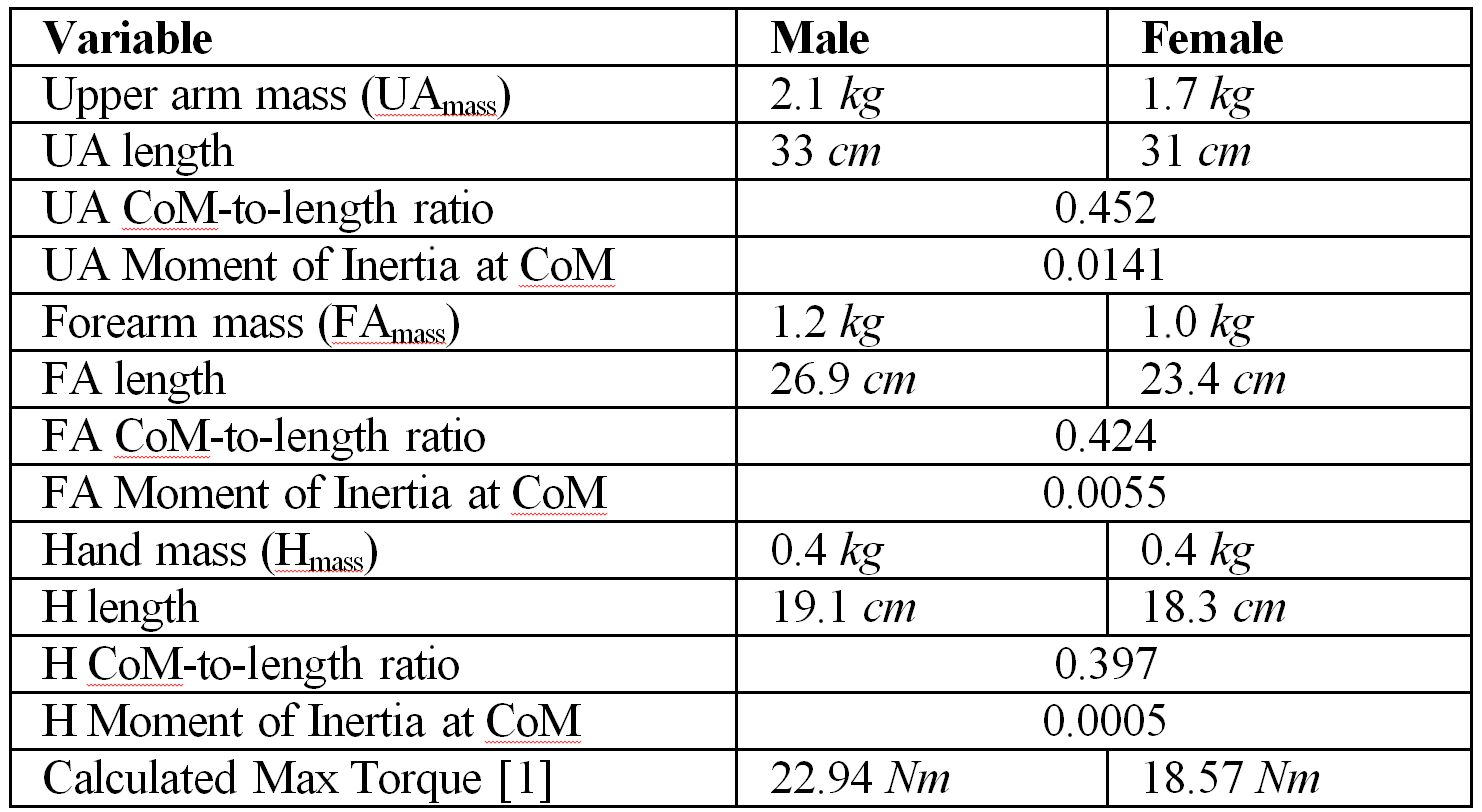 Variable Male Female
Upper arm mass (UAmass) 2.1 kg 1.7 kg
UA length 33 cm 31 cm
UA CoM-to-length ratio 0.452
UA Moment of Inertia at CoM 0.0141
Forearm mass (FAmass) 1.2 kg 1.0 kg
FA length 26.9 cm 23.4 cm
FA CoM-to-length ratio 0.424
FA Moment of Inertia at CoM 0.0055
Hand mass (Hmass) 0.4 kg 0.4 kg
H length 19.1 cm 18.3 cm
H CoM-to-length ratio 0.397
H Moment of Inertia at CoM 0.0005
Calculated Max Torque [1] 22.94 Nm 18.57 Nm